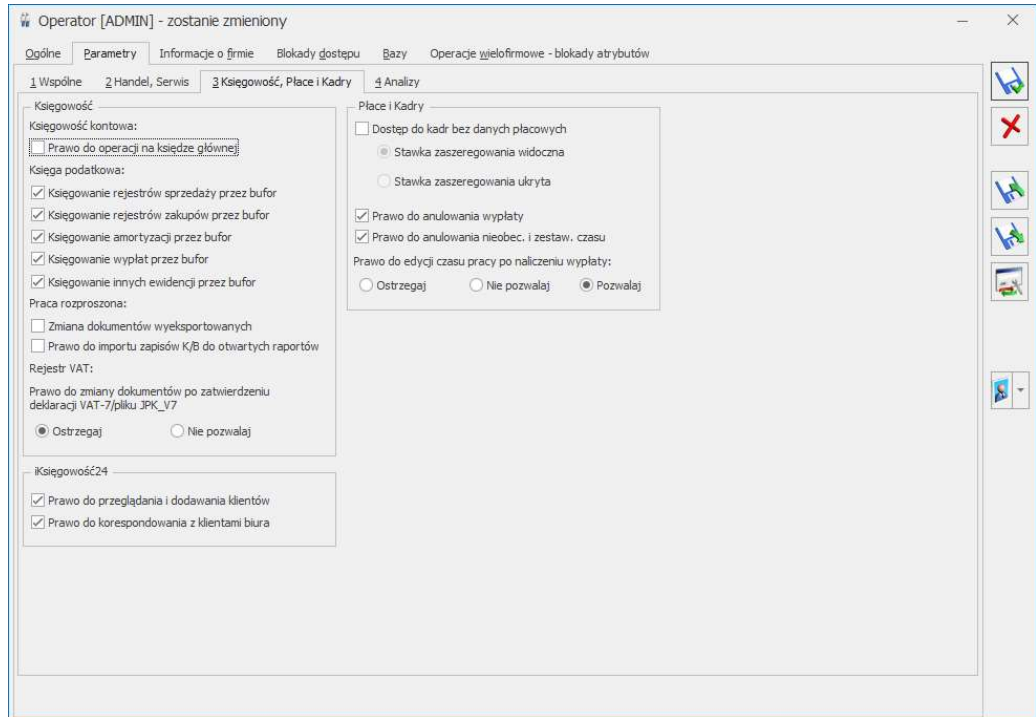 Operator [ADMIN] - zostanie zmieniony
Ogólne Parametry Informacje o firmie Blokady dostępu Bazy Operacje wielofirmowe - blokady atrybutów
1 Wspólne 2 Handel, Serwis 3 Księgowość, Płace i Kadry 4 Analizy
Księgowość
Księgowość kontowa:
Prawo do operacji na księdze głównej
Księga podatkowa:
Księgowanie rejestrów sprzedaży przez bufor
Księgowanie rejestrów zakupów przez bufor
Księgowanie amortyzacji przez bufor
Księgowanie wypłat przez bufor
Księgowanie innych ewidencji przez bufor
Praca rozproszona:
Zmiana dokumentów wyeksportowanych
Prawo do importu zapisów K/B do otwartych raportów
Rejestr VAT:
Prawo do zmiany dokumentów po zatwierdzeniu
deklaracji VAT-7/pliku JPK_V7
Ostrzegaj Nie pozwalaj
iKsięgowość24
Prawo do przeglądania i dodawania klientów
Prawo do korespondowania z klientami biura
Płace i Kadry
Dostęp do kadr bez danych płacowych
Stawka zaszeregowania widoczna
Stawka zaszeregowania ukryta
Prawo do anulowania wypłaty
Prawo do anulowania nieobec. i zestaw. czasu
Prawo do edycji czasu pracy po naliczeniu wypłaty:
Ostrzegaj Nie pozwalaj Pozwalaj